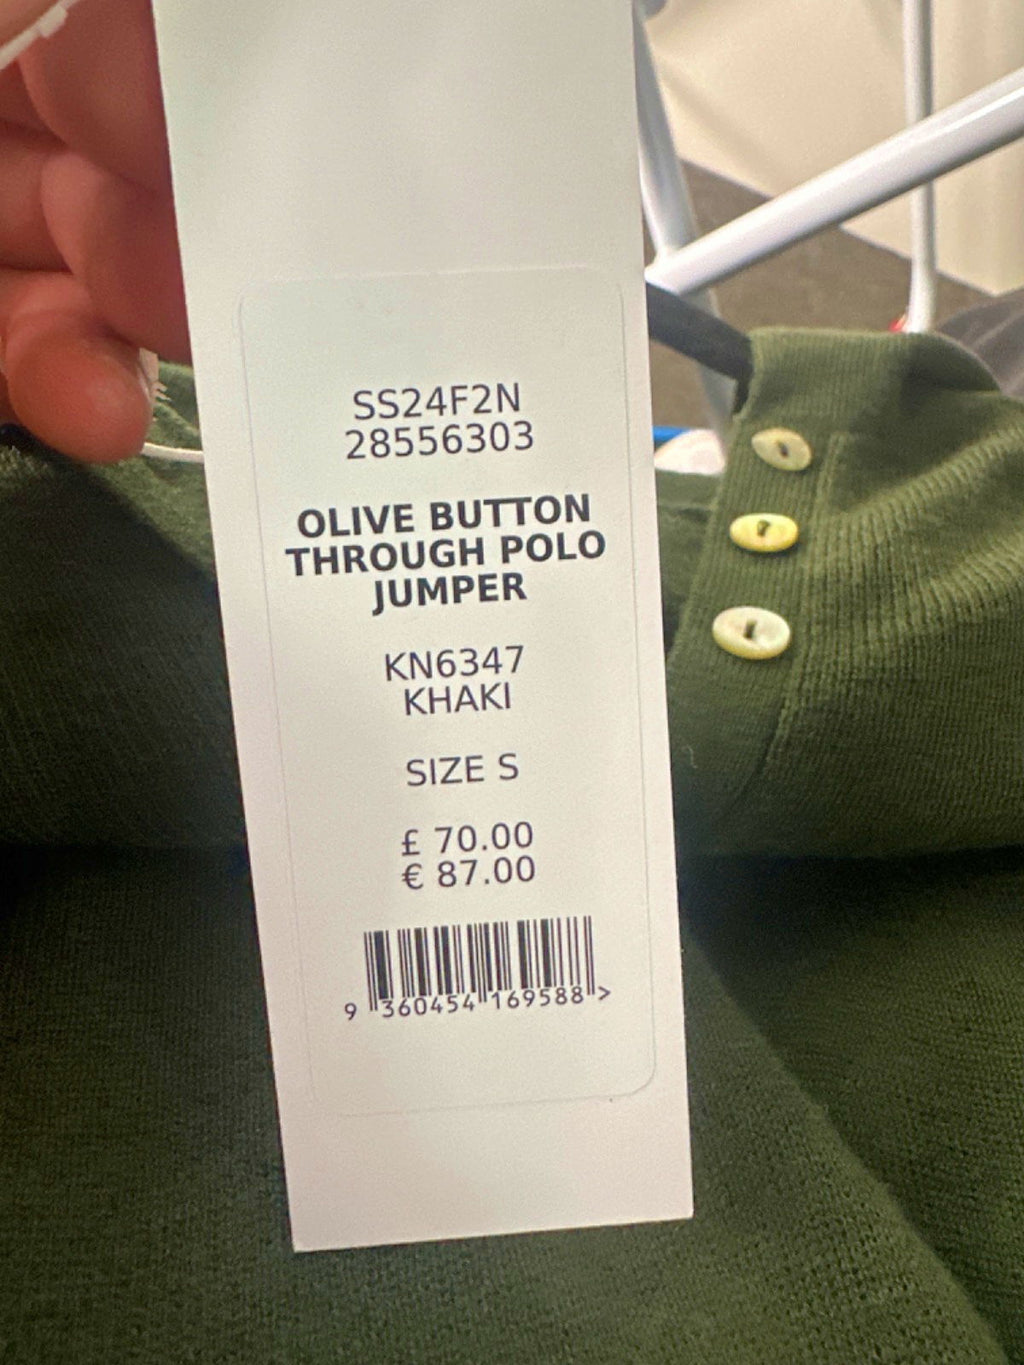 SS24F2N
28556303
OLIVE BUTTON
THROUGH POLO
JUMPER
KN6347
KHAKI
SIZE S
£ 70.00
€ 87.00
9 360454 169588 >